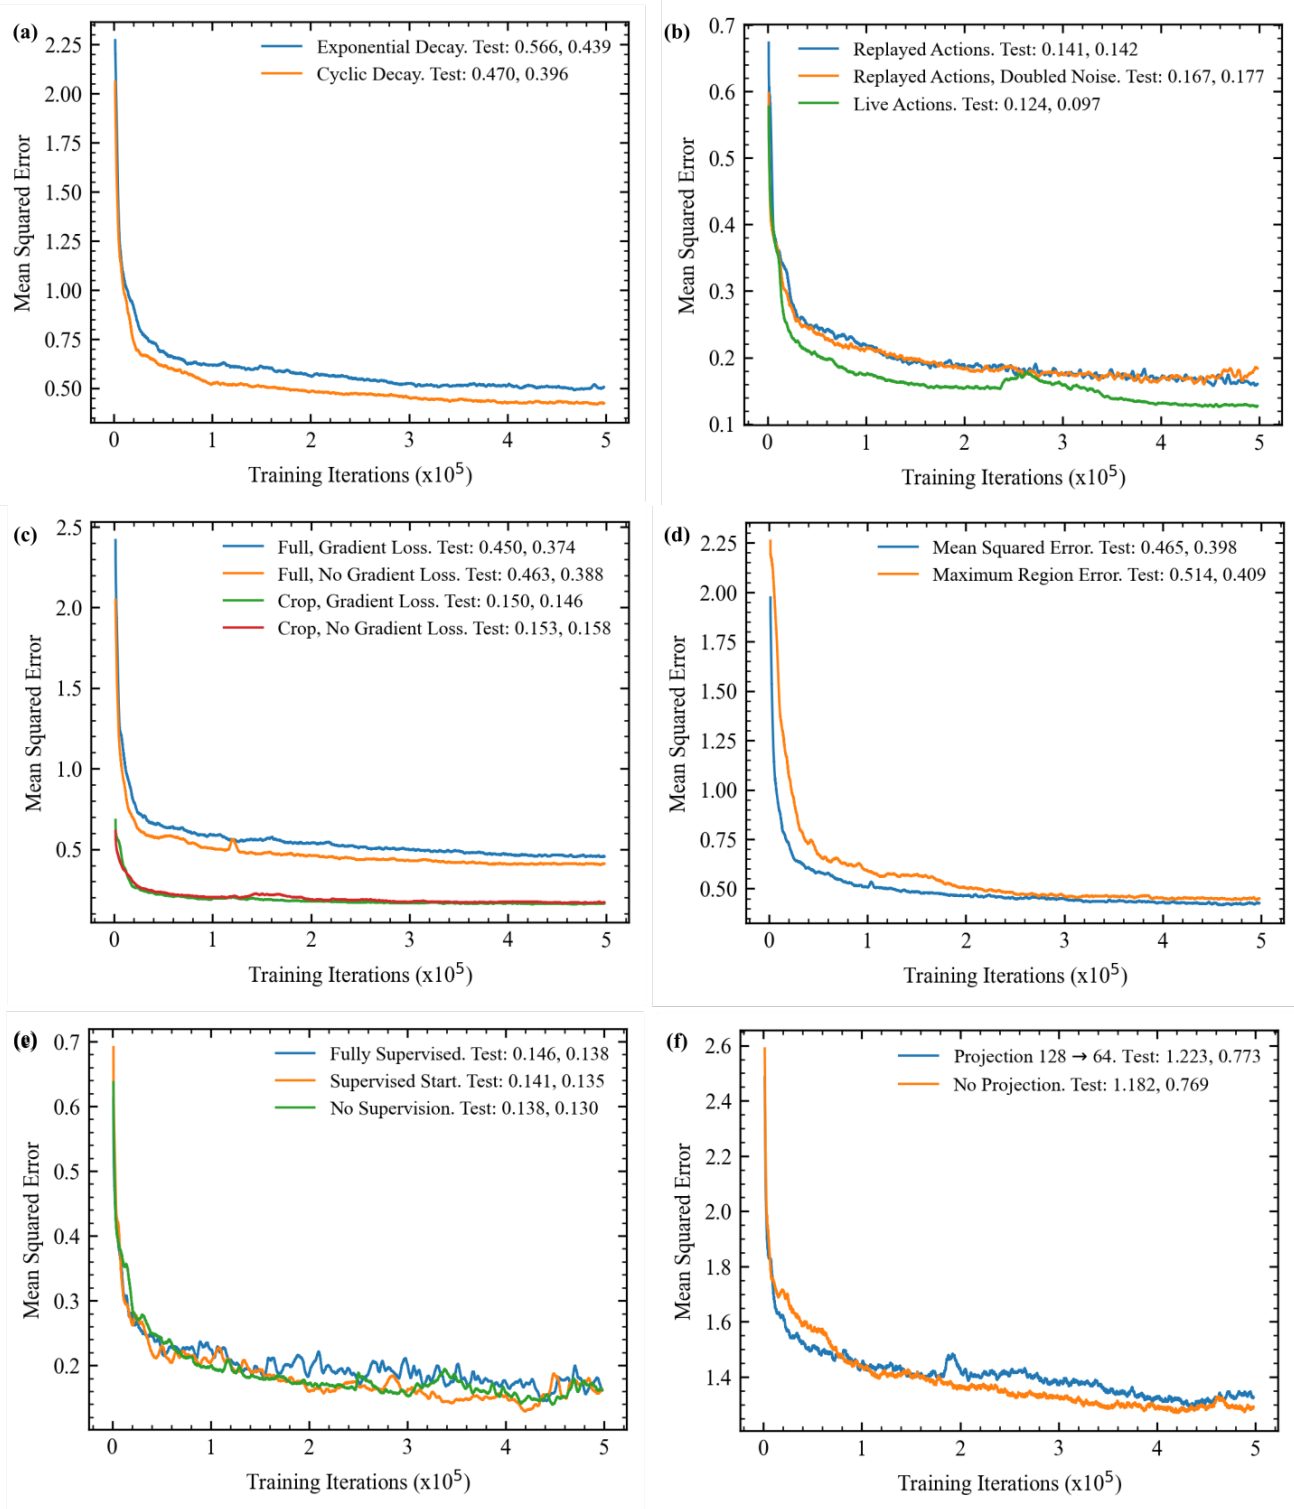 (a)
Exponential Decay. Test: 0.566, 0.439
Cyclic Decay. Test: 0.470, 0.396
Mean Squared Error
2.25
2.00
1.75
1.50
1.25
1.00
0.75
0.50
0 1 2 3 4 5
Training Iterations (x10⁵)
(b)
Replayed Actions. Test: 0.141, 0.142
Replayed Actions, Doubled Noise. Test: 0.167, 0.177
Live Actions. Test: 0.124, 0.097
Mean Squared Error
0.7
0.6
0.5
0.4
0.3
0.2
0.1
0 1 2 3 4 5
Training Iterations (x10⁵)
(c)
Full, Gradient Loss. Test: 0.450, 0.374
Full, No Gradient Loss. Test: 0.463, 0.388
Crop, Gradient Loss. Test: 0.150, 0.146
Crop, No Gradient Loss. Test: 0.153, 0.158
Mean Squared Error
2.5
2.0
1.5
1.0
0.5
0 1 2 3 4 5
Training Iterations (x10⁵)
(d)
Mean Squared Error. Test: 0.465, 0.398
Maximum Region Error. Test: 0.514, 0.409
Mean Squared Error
2.25
2.00
1.75
1.50
1.25
1.00
0.75
0.50
0 1 2 3 4 5
Training Iterations (x10⁵)
(e)
Fully Supervised. Test: 0.146, 0.138
Supervised Start. Test: 0.141, 0.135
No Supervision. Test: 0.138, 0.130
Mean Squared Error
0.7
0.6
0.5
0.4
0.3
0.2
0 1 2 3 4 5
Training Iterations (x10⁵)
(f)
Projection 128 → 64. Test: 1.223, 0.773
No Projection. Test: 1.182, 0.769
Mean Squared Error
2.6
2.4
2.2
2.0
1.8
1.6
1.4
0 1 2 3 4 5
Training Iterations (x10⁵)